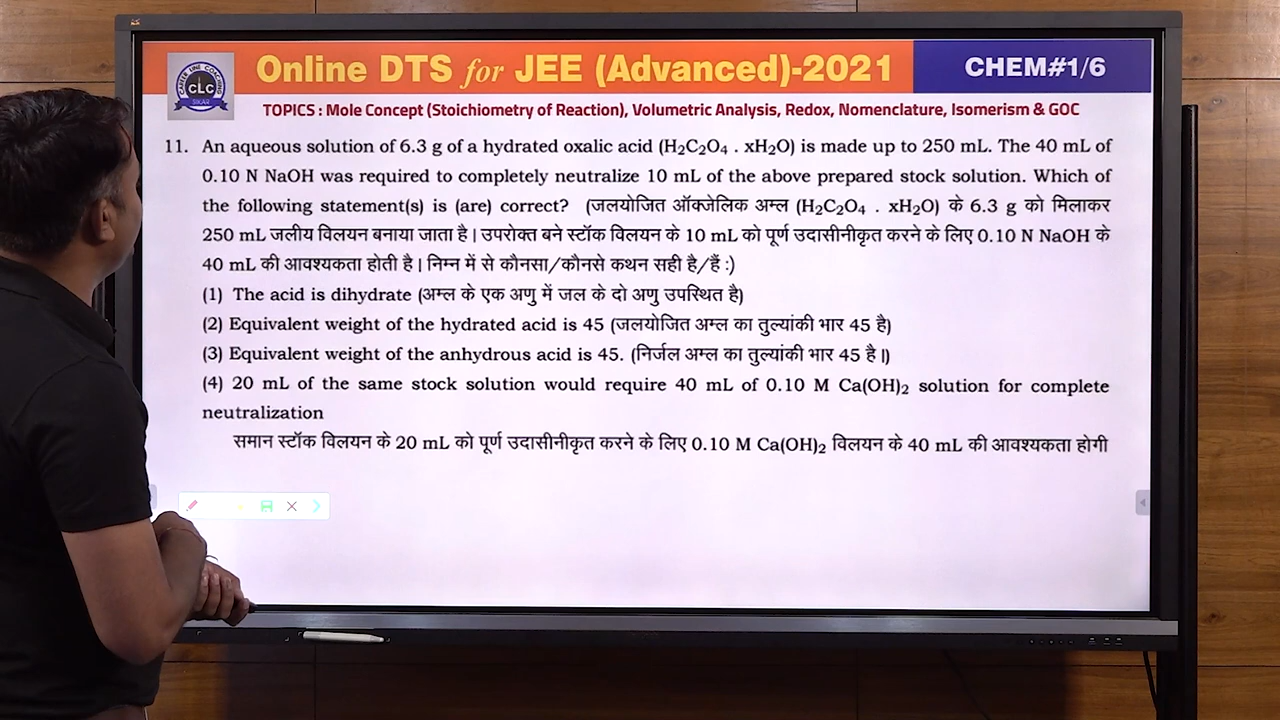 Online DTS for JEE (Advanced)-2021
CHEM#1/6
CAREER LINE COACHING
CLC
SIKAR
TOPICS : Mole Concept (Stoichiometry of Reaction), Volumetric Analysis, Redox, Nomenclature, Isomerism & GOC
11. An aqueous solution of 6.3 g of a hydrated oxalic acid (H₂C₂O₄ . xH₂O) is made up to 250 mL. The 40 mL of
0.10 N NaOH was required to completely neutralize 10 mL of the above prepared stock solution. Which of
the following statement(s) is (are) correct? (जलयोजित ऑक्जेलिक अम्ल (H₂C₂O₄ . xH₂O) के 6.3 g को मिलाकर
250 mL जलीय विलयन बनाया जाता है। उपरोक्त बने स्टॉक विलयन के 10 mL को पूर्ण उदासीनीकृत करने के लिए 0.10 N NaOH के
40 mL की आवश्यकता होती है। निम्न में से कौनसा/कौनसे कथन सही है/हैं :)
(1) The acid is dihydrate (अम्ल के एक अणु में जल के दो अणु उपस्थित है)
(2) Equivalent weight of the hydrated acid is 45 (जलयोजित अम्ल का तुल्यांकी भार 45 है)
(3) Equivalent weight of the anhydrous acid is 45. (निर्जल अम्ल का तुल्यांकी भार 45 है।)
(4) 20 mL of the same stock solution would require 40 mL of 0.10 M Ca(OH)₂ solution for complete
neutralization
समान स्टॉक विलयन के 20 mL को पूर्ण उदासीनीकृत करने के लिए 0.10 M Ca(OH)₂ विलयन के 40 mL की आवश्यकता होगी